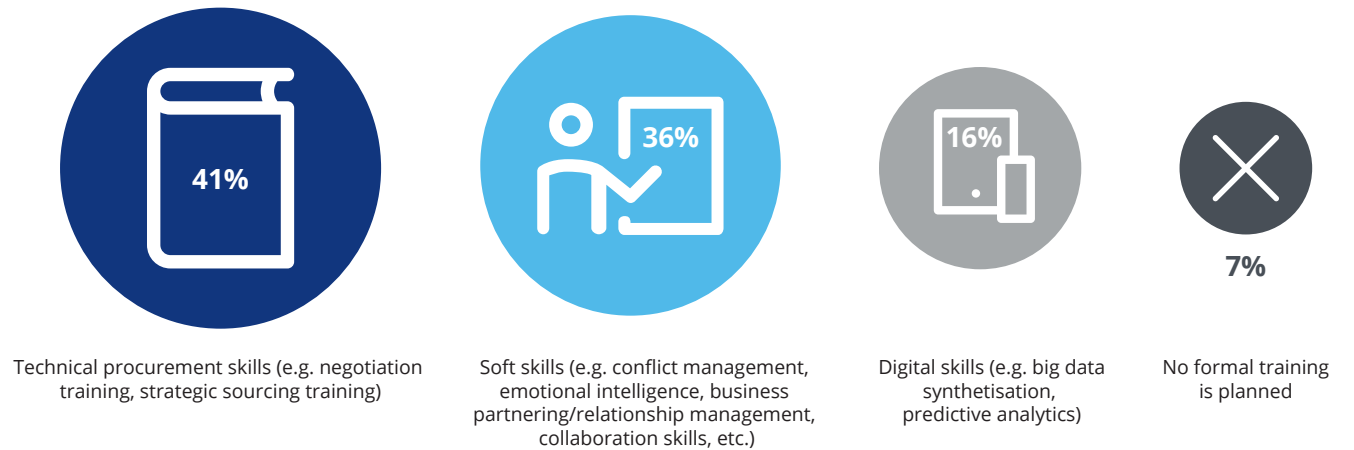 41%
36%
16%
7%
Technical procurement skills (e.g. negotiation
training, strategic sourcing training)
Soft skills (e.g. conflict management,
emotional intelligence, business
partnering/relationship management,
collaboration skills, etc.)
Digital skills (e.g. big data
synthetisation,
predictive analytics)
No formal training
is planned